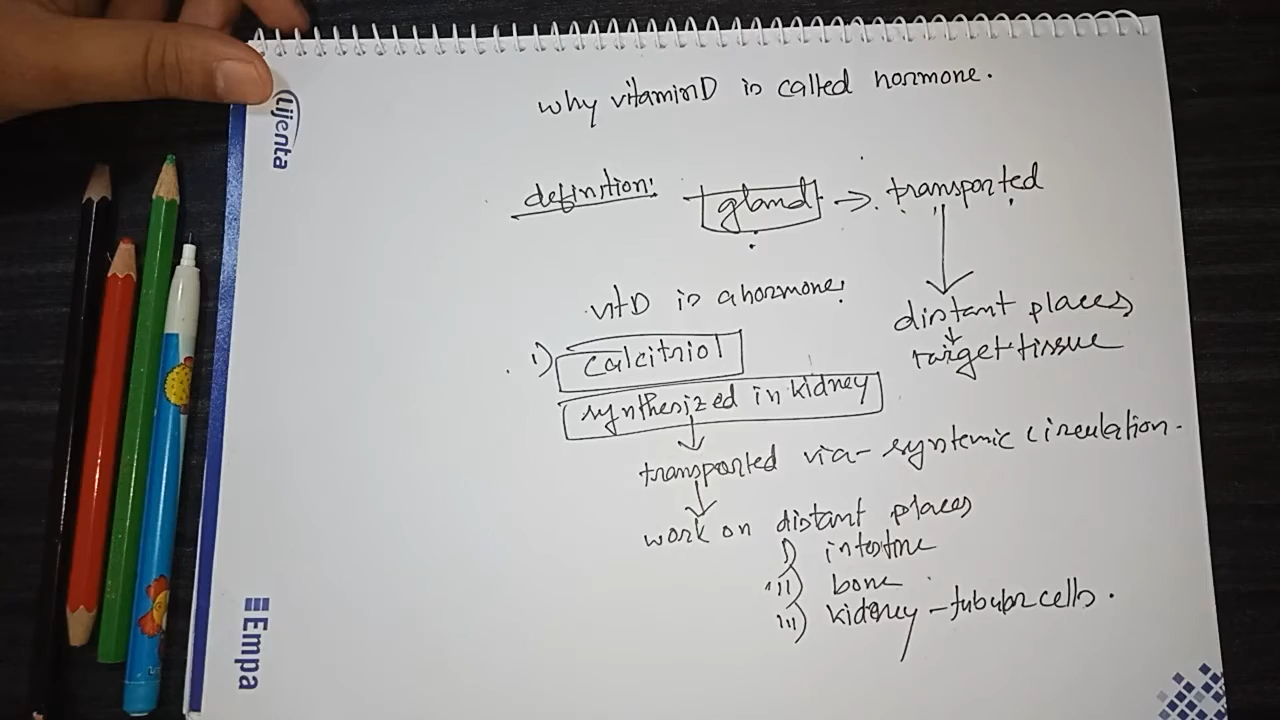 why vitaminD is called hormone.
definition: gland → transported
distant places
target tissue
vitD is a hormone:
i) calcitriol
synthesized in kidney
transported via systemic circulation.
work on distant places
i) intestine
ii) bone
iii) kidney - tubular cells.
Lijenta
Empa